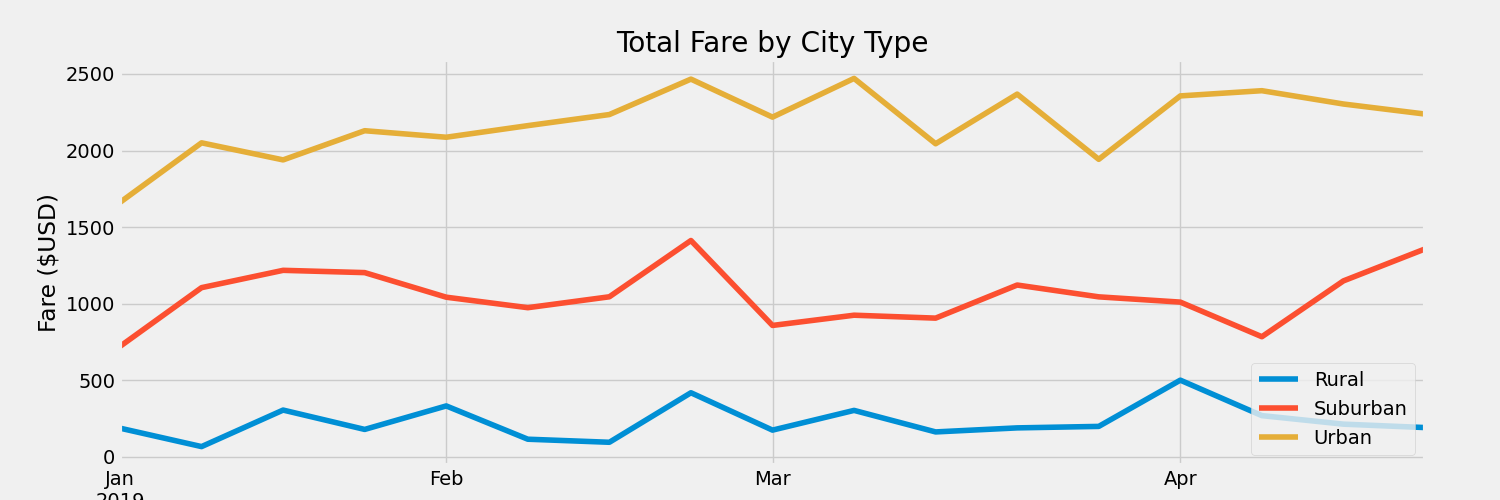 Total Fare by City Type
Fare ($USD)
2500
2000
1500
1000
500
0
Rural
Suburban
Urban
Jan Feb Mar Apr
2019